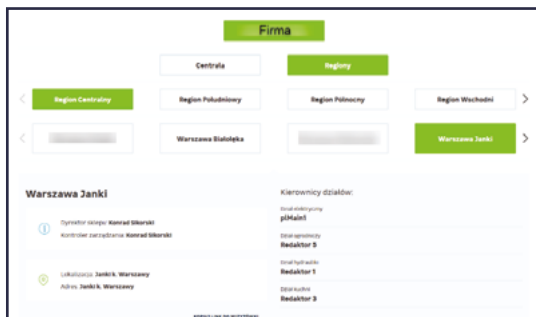 Firma
Centrala Regiony
Region Centralny Region Południowy Region Północny Region Wschodni
Warszawa Białołęka Warszawa Janki
Warszawa Janki
Dyrektor sklepu: Konrad Sikorski
Kontroler zarządzania: Konrad Sikorski
Lokalizacja: Janki k. Warszawy
Adres: Janki k. Warszawy
Kierownicy działów:
Dział elektryczny
plMain1
Dział ogrodniczy
Redaktor 5
Dział hydrauliki
Redaktor 1
Dział kuchni
Redaktor 3